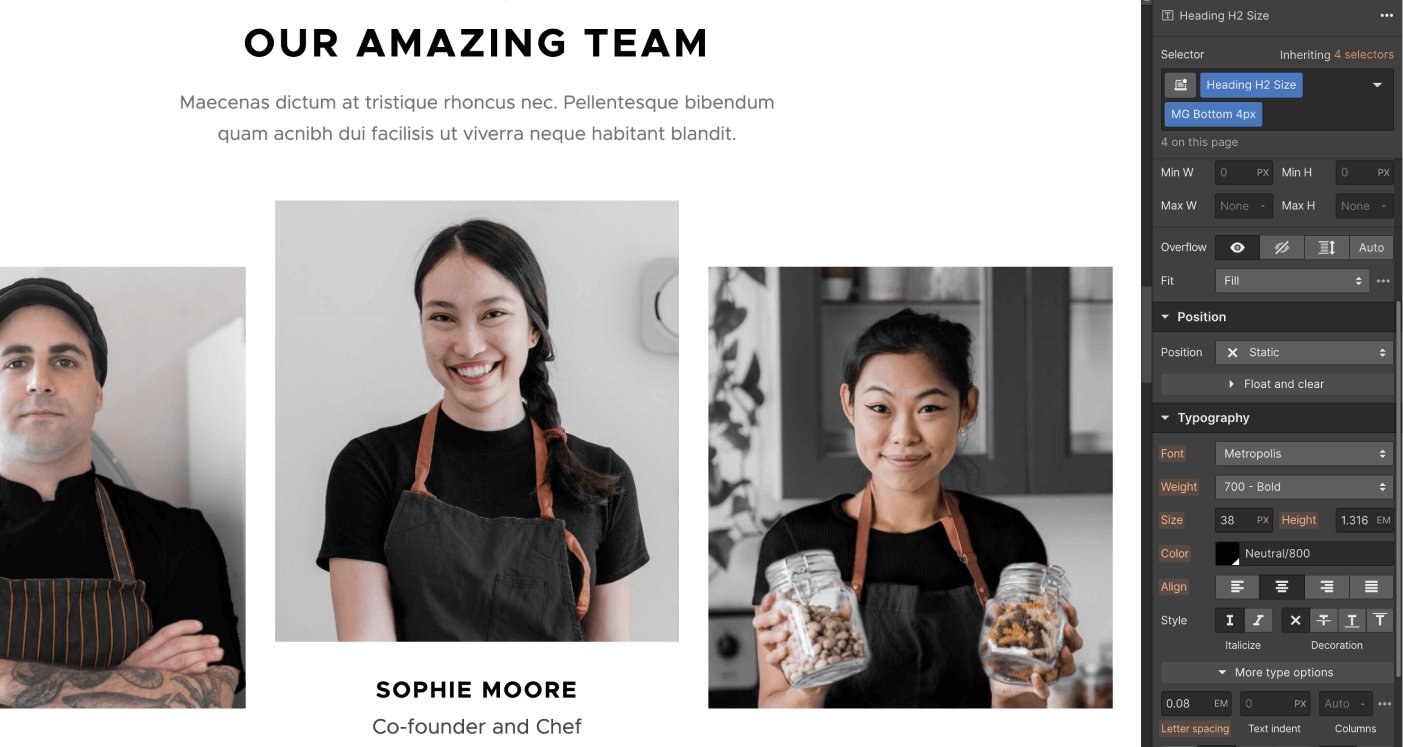 OUR AMAZING TEAM
Maecenas dictum at tristique rhoncus nec. Pellentesque bibendum
quam acnibh dui facilisis ut viverra neque habitant blandit.
SOPHIE MOORE
Co-founder and Chef
Heading H2 Size
Selector Inheriting 4 selectors
Heading H2 Size
MG Bottom 4px
4 on this page
Min W 0 PX Min H 0 PX
Max W None - Max H None -
Overflow Auto
Fit Fill
Position
Position Static
Float and clear
Typography
Font Metropolis
Weight 700 - Bold
Size 38 PX Height 1.316 EM
Color Neutral/800
Align
Style
Italicize Decoration
More type options
0.08 EM 0 PX Auto -
Letter spacing Text indent Columns